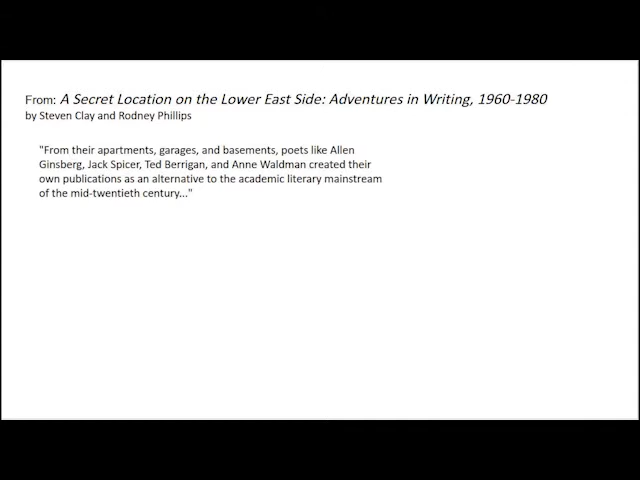 From: A Secret Location on the Lower East Side: Adventures in Writing, 1960-1980
by Steven Clay and Rodney Phillips
"From their apartments, garages, and basements, poets like Allen
Ginsberg, Jack Spicer, Ted Berrigan, and Anne Waldman created their
own publications as an alternative to the academic literary mainstream
of the mid-twentieth century..."